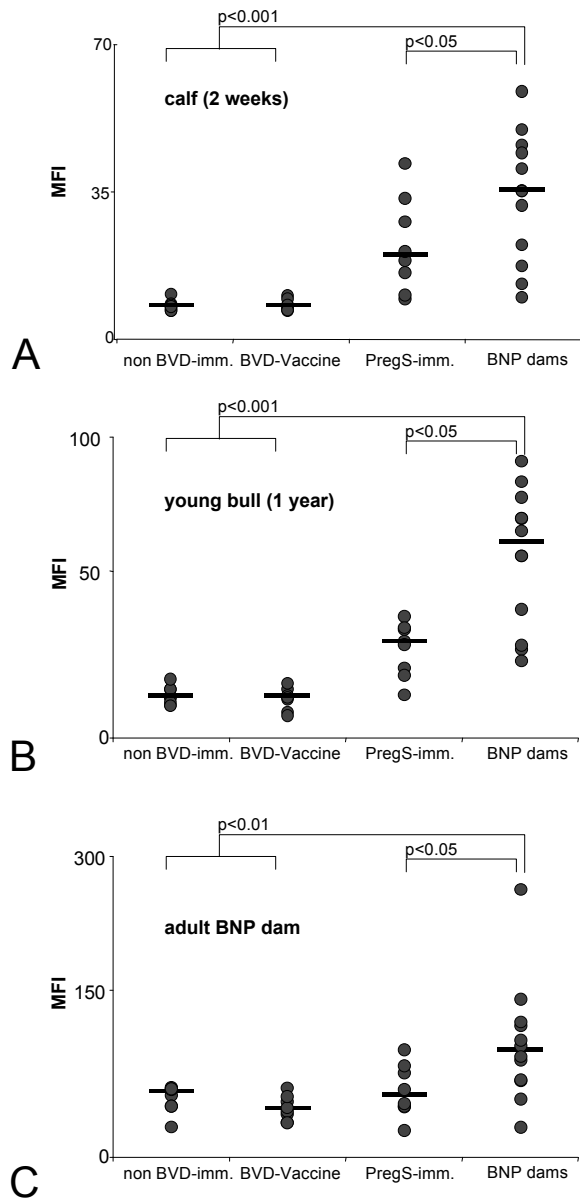 p<0.001
p<0.05
70
calf (2 weeks)
MFI
35
0
A
non BVD-imm. BVD-Vaccine PregS-imm. BNP dams
p<0.001
p<0.05
100
young bull (1 year)
MFI
50
0
B
non BVD-imm. BVD-Vaccine PregS-imm. BNP dams
p<0.01
p<0.05
300
adult BNP dam
MFI
150
0
C
non BVD-imm. BVD-Vaccine PregS-imm. BNP dams